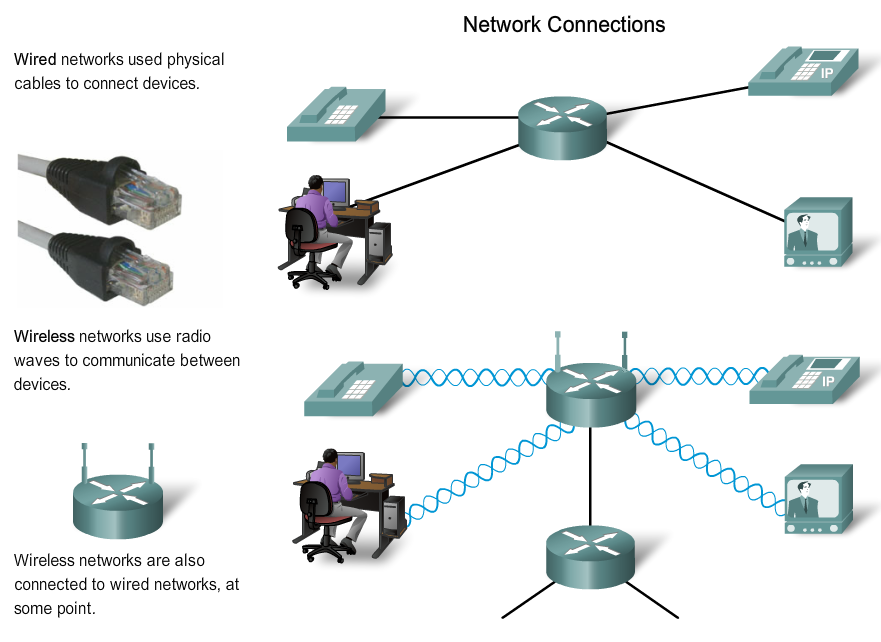 Network Connections
Wired networks used physical
cables to connect devices.
IP
Wireless networks use radio
waves to communicate between
devices.
IP
Wireless networks are also
connected to wired networks, at
some point.